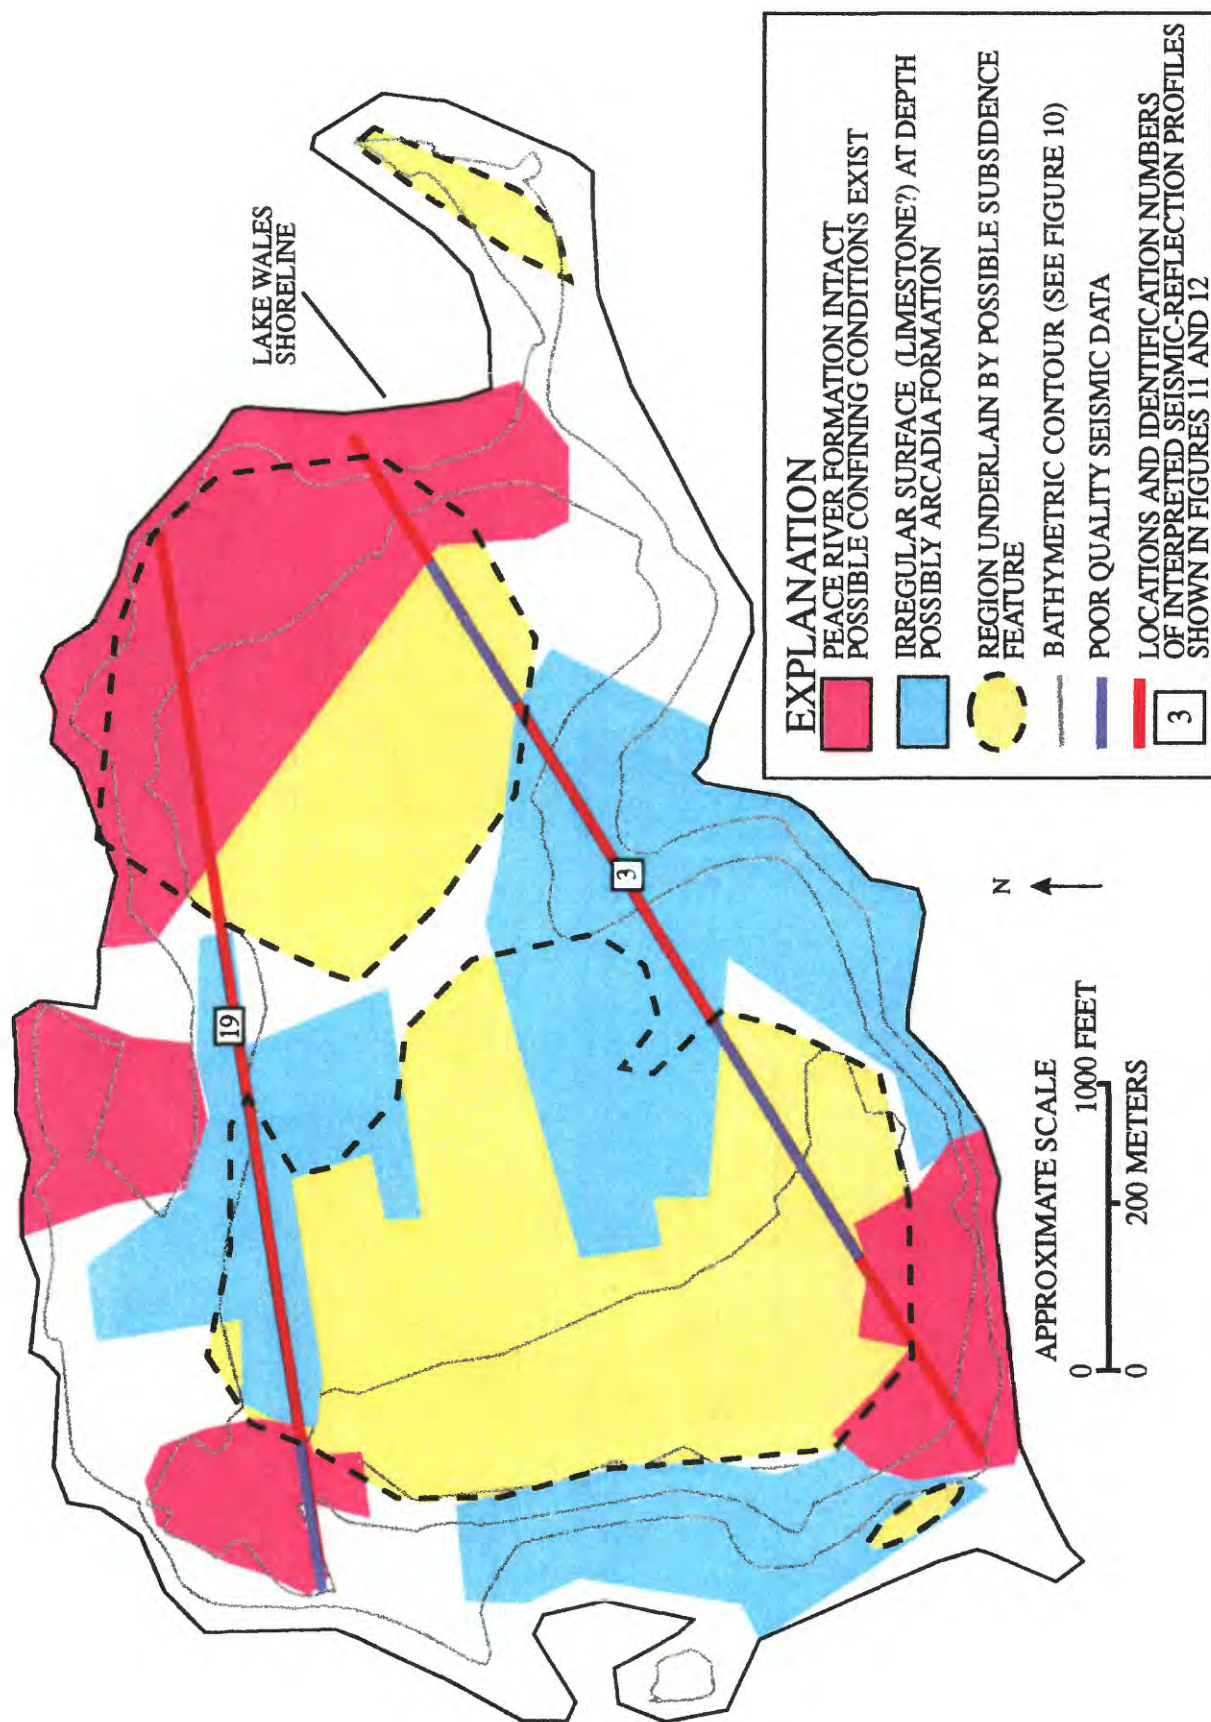 LAKE WALES
SHORELINE
19
3
N
APPROXIMATE SCALE
0 1000 FEET
0 200 METERS
EXPLANATION
PEACE RIVER FORMATION INTACT
POSSIBLE CONFINING CONDITIONS EXIST
IRREGULAR SURFACE (LIMESTONE?) AT DEPTH
POSSIBLY ARCADIA FORMATION
REGION UNDERLAIN BY POSSIBLE SUBSIDENCE
FEATURE
BATHYMETRIC CONTOUR (SEE FIGURE 10)
POOR QUALITY SEISMIC DATA
LOCATIONS AND IDENTIFICATION NUMBERS
OF INTERPRETED SEISMIC-REFLECTION PROFILES
3 SHOWN IN FIGURES 11 AND 12